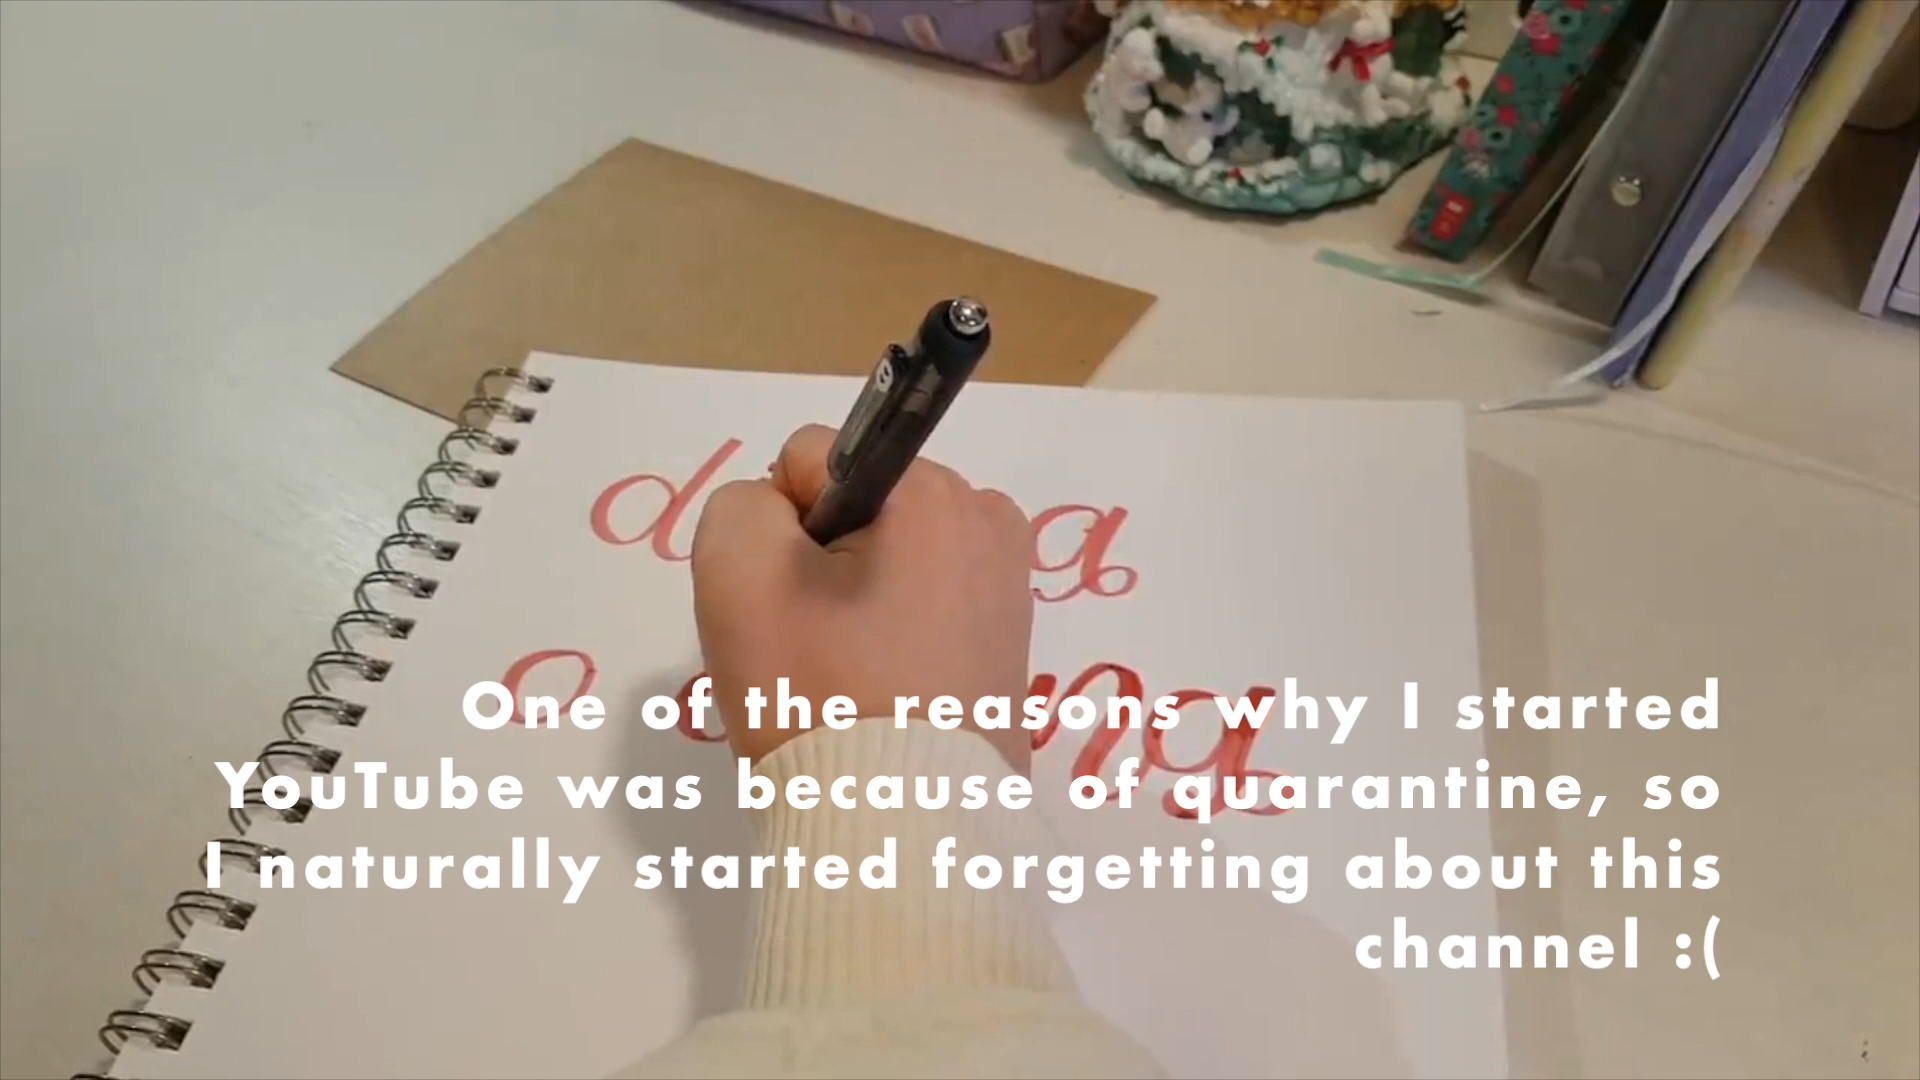 One of the reasons why I started
YouTube was because of quarantine, so
I naturally started forgetting about this
channel :(